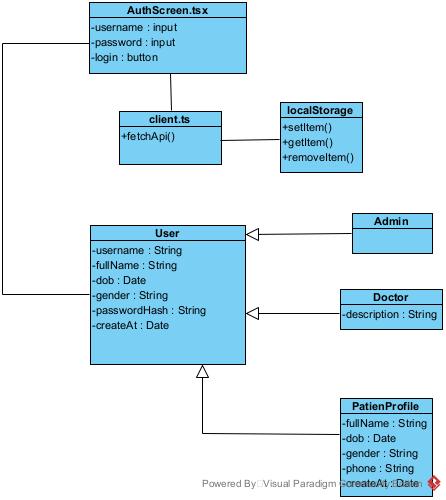 AuthScreen.tsx
-username : input
-password : input
-login : button
client.ts
+fetchApi()
localStorage
+setItem()
+getItem()
+removeItem()
User
-username : String
-fullName : String
-dob : Date
-gender : String
-passwordHash : String
-createAt : Date
Admin
Doctor
-description : String
PatienProfile
-fullName : String
-dob : Date
-gender : String
-phone : String
-createAt : Date
Powered By Visual Paradigm